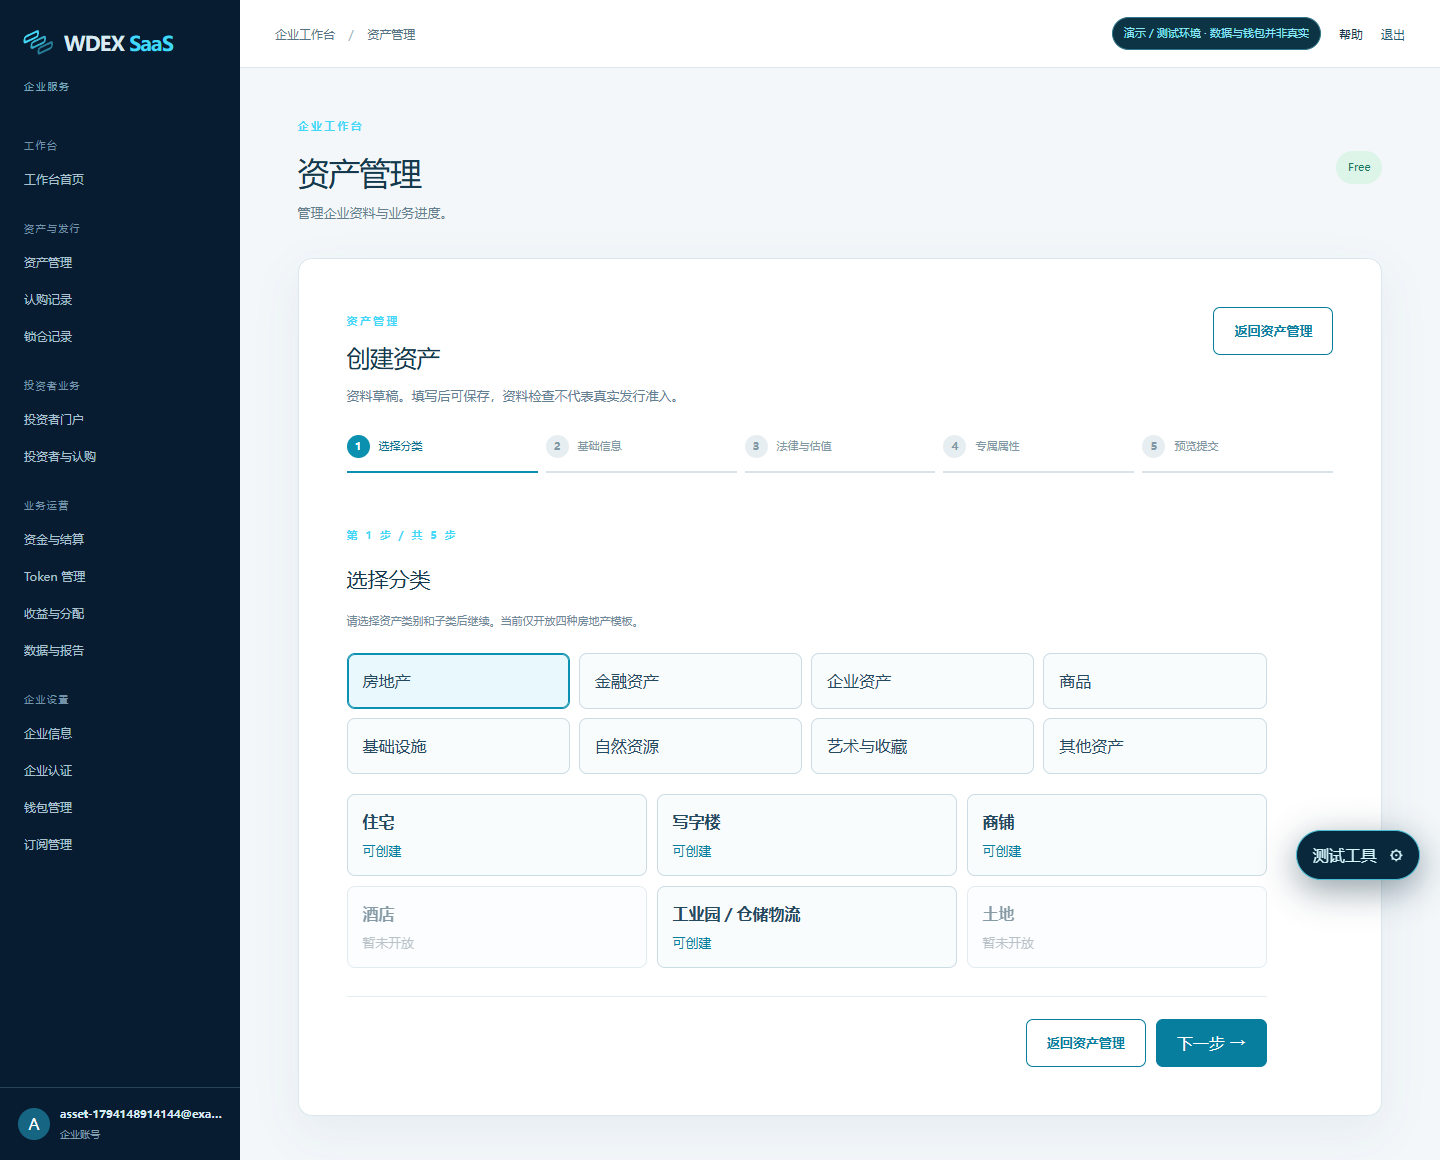 WDEX SaaS
企业服务
工作台
工作台首页
资产与发行
资产管理
认购记录
锁仓记录
投资者业务
投资者门户
投资者与认购
业务运营
资金与结算
Token 管理
收益与分配
数据与报告
企业设置
企业信息
企业认证
钱包管理
订阅管理
A
asset-1794148914144@exa...
企业账号
企业工作台 / 资产管理
演示 / 测试环境 · 数据与钱包并非真实
帮助
退出
企业工作台
资产管理
Free
管理企业资料与业务进度。
资产管理
返回资产管理
创建资产
资料草稿。填写后可保存，资料检查不代表真实发行准入。
1 选择分类
2 基础信息
3 法律与估值
4 专属属性
5 预览提交
第 1 步 / 共 5 步
选择分类
请选择资产类别和子类后继续。当前仅开放四种房地产模板。
房地产
金融资产
企业资产
商品
基础设施
自然资源
艺术与收藏
其他资产
住宅
可创建
写字楼
可创建
商铺
可创建
酒店
暂未开放
工业园 / 仓储物流
可创建
土地
暂未开放
测试工具
返回资产管理
下一步 →